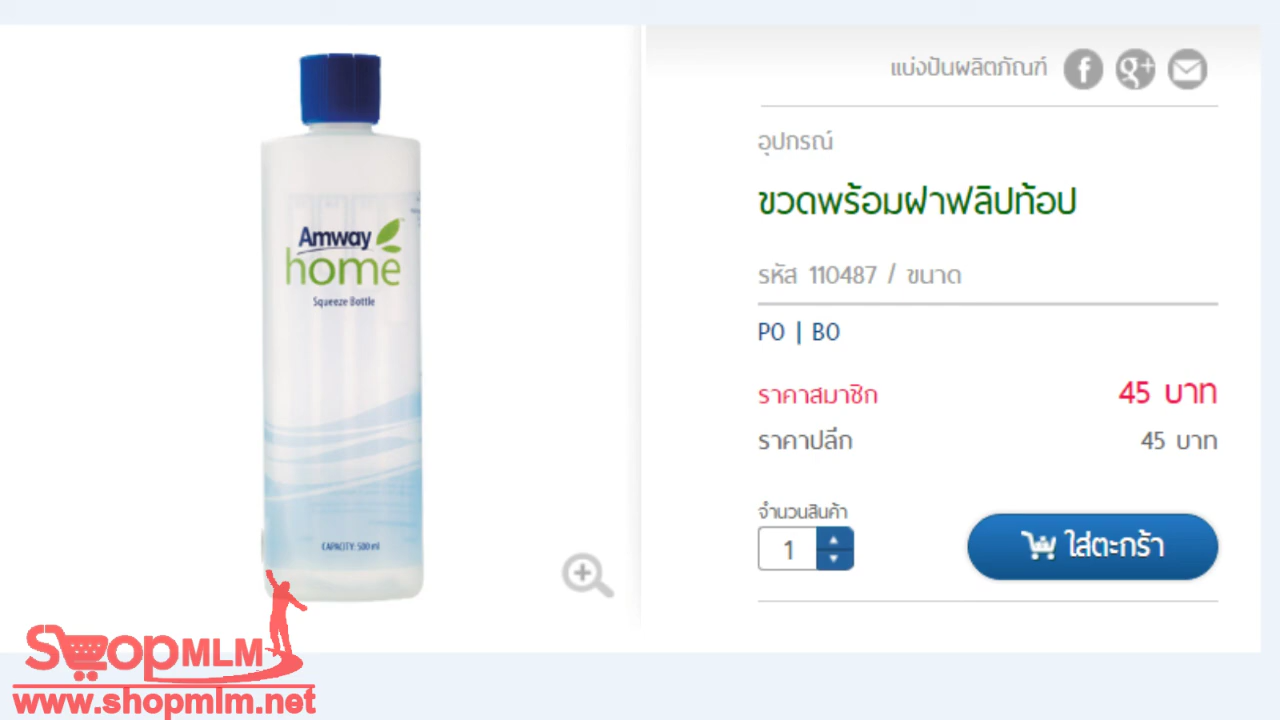 Amway
home
Squeeze Bottle
CAPACITY: 500 ml
แบ่งปันผลิตภัณฑ์
f
g+
อุปกรณ์
ขวดพร้อมฝาฟลิปท้อป
รหัส 110487 / ขนาด
PO | BO
ราคาสมาชิก 45 บาท
ราคาปลีก 45 บาท
จำนวนสินค้า
1
ใส่ตะกร้า
ShopMLM
www.shopmlm.net